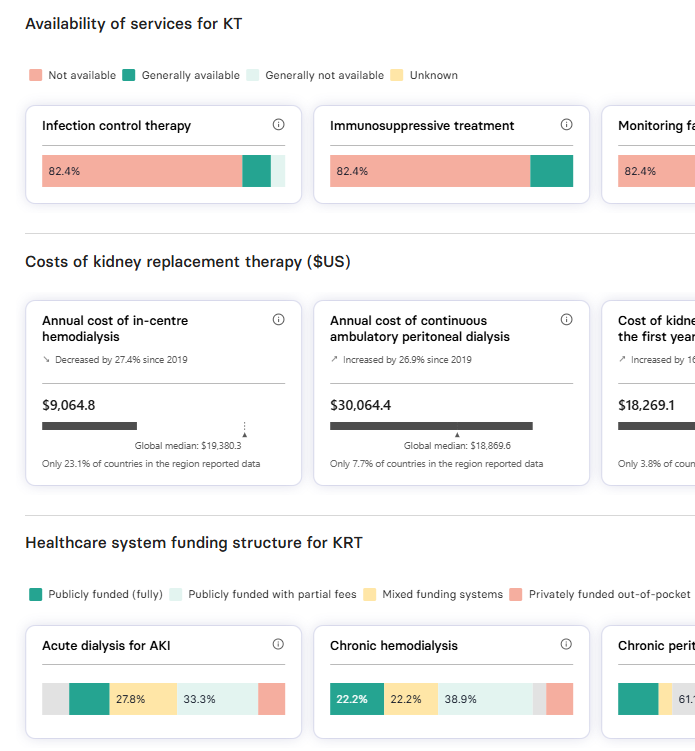 Availability of services for KT
Not available Generally available Generally not available Unknown
Infection control therapy
82.4%
Immunosuppressive treatment
82.4%
Monitoring fa
82.4%
Costs of kidney replacement therapy ($US)
Annual cost of in-centre
hemodialysis
Decreased by 27.4% since 2019
$9,064.8
Global median: $19,380.3
Only 23.1% of countries in the region reported data
Annual cost of continuous
ambulatory peritoneal dialysis
Increased by 26.9% since 2019
$30,064.4
Global median: $18,869.6
Only 7.7% of countries in the region reported data
Cost of kidne
the first year
Increased by 16
$18,269.1
Only 3.8% of coun
Healthcare system funding structure for KRT
Publicly funded (fully) Publicly funded with partial fees Mixed funding systems Privately funded out-of-pocket
Acute dialysis for AKI
27.8% 33.3%
Chronic hemodialysis
22.2% 22.2% 38.9%
Chronic perit
61.1